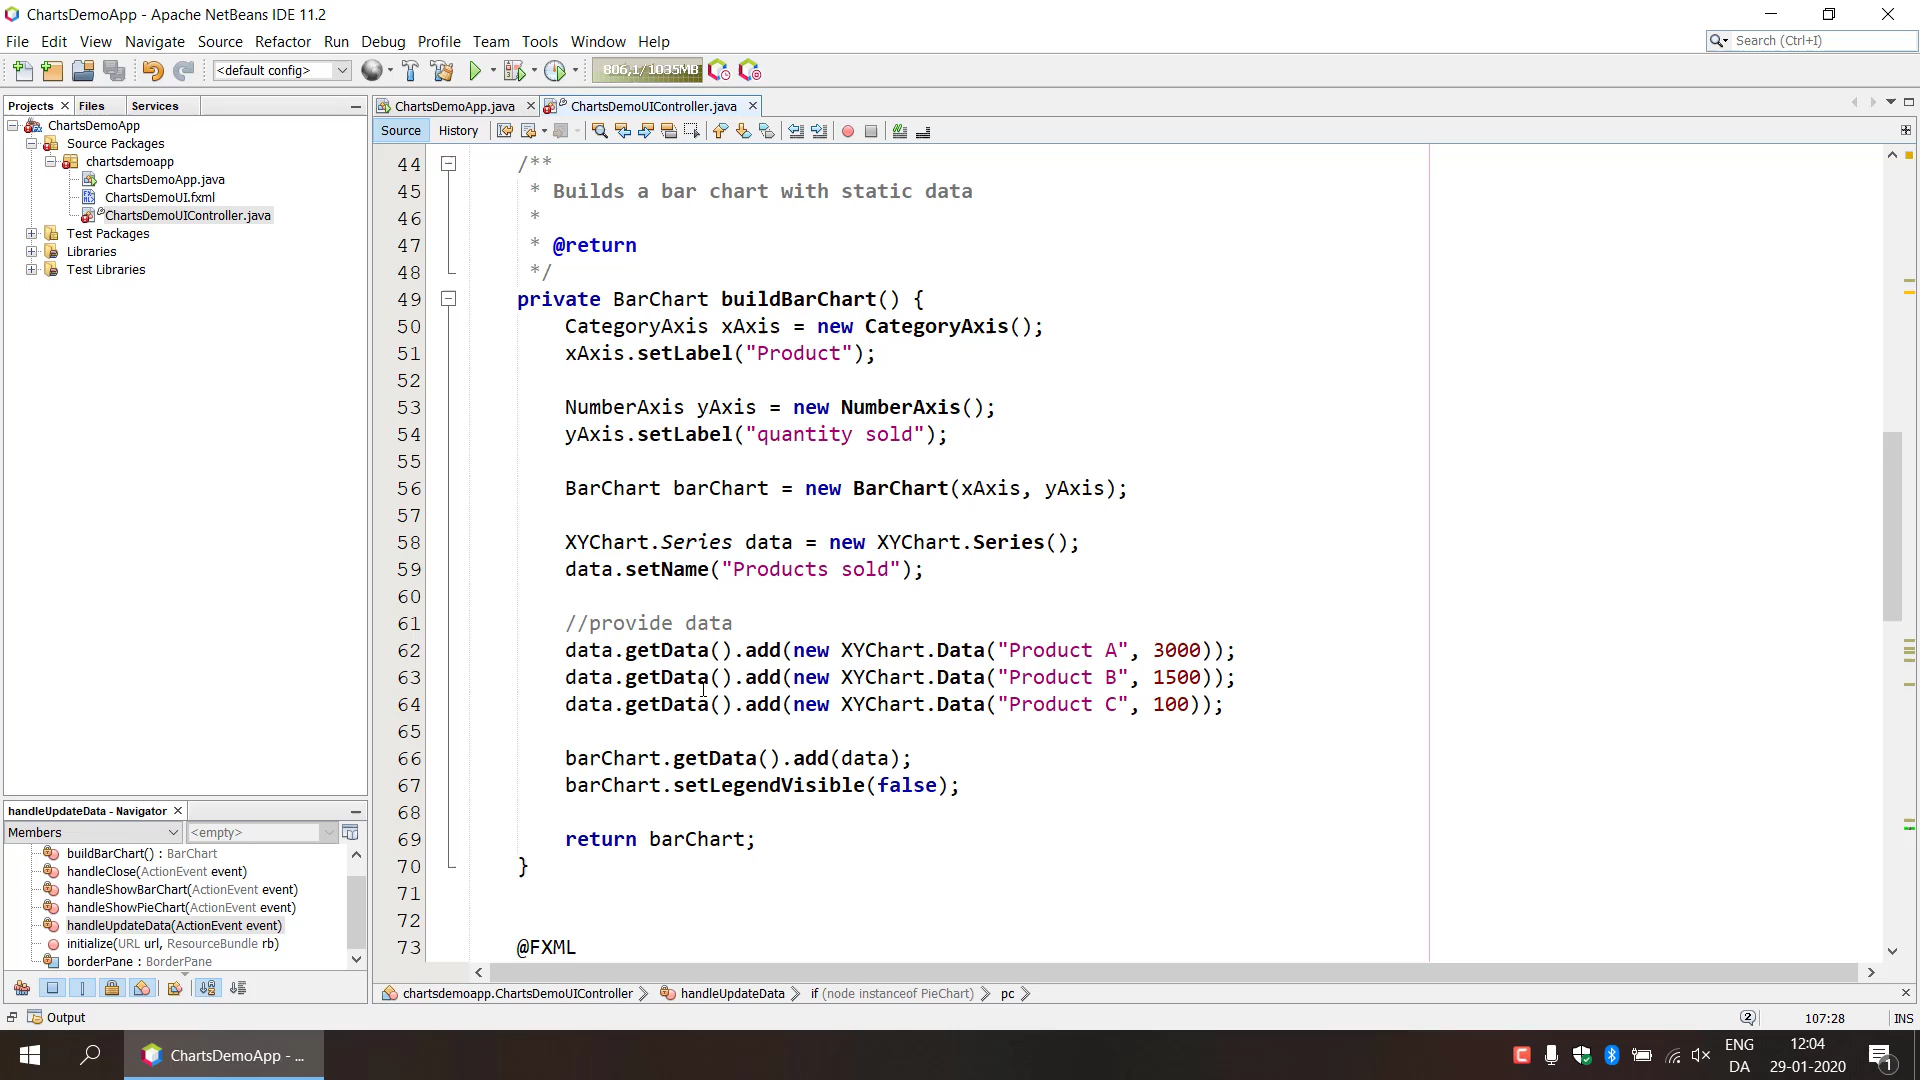 ChartsDemoApp - Apache NetBeans IDE 11.2
File Edit View Navigate Source Refactor Run Debug Profile Team Tools Window Help
Search (Ctrl+I)
<default config>
806,1/1035MB
Projects Files Services
ChartsDemoApp.java ChartsDemoUIController.java
Source History
ChartsDemoApp
Source Packages
chartsdemoapp
ChartsDemoApp.java
ChartsDemoUI.fxml
ChartsDemoUIController.java
Test Packages
Libraries
Test Libraries
44 /**
45 * Builds a bar chart with static data
46 *
47 * @return
48 */
49 private BarChart buildBarChart() {
50 CategoryAxis xAxis = new CategoryAxis();
51 xAxis.setLabel("Product");
52
53 NumberAxis yAxis = new NumberAxis();
54 yAxis.setLabel("quantity sold");
55
56 BarChart barChart = new BarChart(xAxis, yAxis);
57
58 XYChart.Series data = new XYChart.Series();
59 data.setName("Products sold");
60
61 //provide data
62 data.getData().add(new XYChart.Data("Product A", 3000));
63 data.getData().add(new XYChart.Data("Product B", 1500));
64 data.getData().add(new XYChart.Data("Product C", 100));
65
66 barChart.getData().add(data);
67 barChart.setLegendVisible(false);
68
69 return barChart;
70 }
71
72
73 @FXML
handleUpdateData - Navigator
Members <empty>
buildBarChart() : BarChart
handleClose(ActionEvent event)
handleShowBarChart(ActionEvent event)
handleShowPieChart(ActionEvent event)
handleUpdateData(ActionEvent event)
initialize(URL url, ResourceBundle rb)
borderPane : BorderPane
chartsdemoapp.ChartsDemoUIController handleUpdateData if (node instanceof PieChart) pc
Output
2 107:28 INS
ChartsDemoApp - ...
ENG
DA
12:04
29-01-2020
1